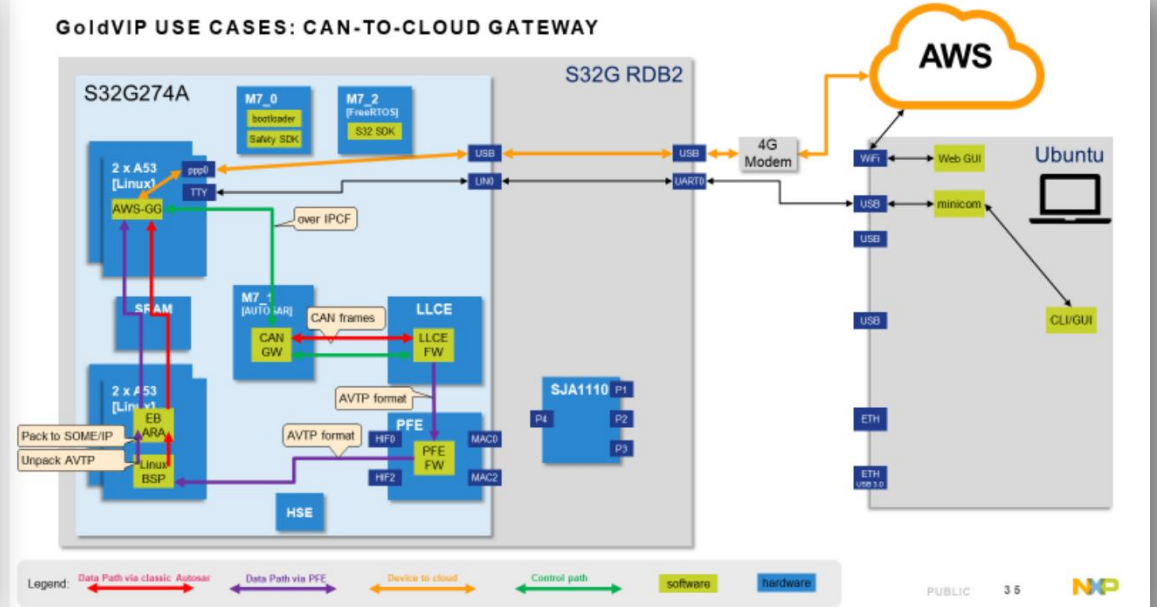 GoldVIP USE CASES: CAN-TO-CLOUD GATEWAY
S32G RDB2
S32G274A
AWS
M7_0
bootloader
Safety SDK
M7_2
[FreeRTOS]
S32 SDK
2 x A53
[Linux]
ppp0
TTY
AWS-GG
USB
LIN0
USB
UART0
4G
Modem
over IPCF
WiFi
Web GUI
Ubuntu
USB
minicom
USB
USB
CLI/GUI
ETH
ETH
USB 3.0
SRAM
M7_1
[AUTOSAR]
CAN
GW
CAN frames
LLCE
LLCE
FW
AVTP format
2 x A53
[Linux]
EB
ARA
Linux
BSP
Pack to SOME/IP
Unpack AVTP
AVTP format
PFE
HIF0
HIF2
PFE
FW
MAC0
MAC2
HSE
SJA1110
P1
P4
P2
P3
Legend:
Data Path via classic Autosar
Data Path via PFE
Device to cloud
Control path
software
hardware
PUBLIC
35
NXP